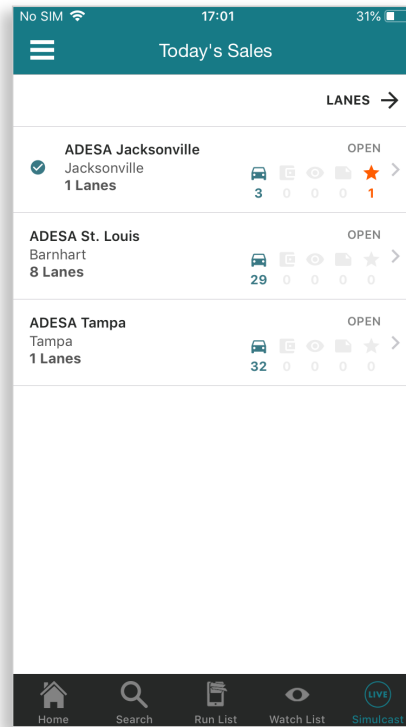 No SIM 17:01 31%
Today's Sales
LANES
ADESA Jacksonville OPEN
Jacksonville
1 Lanes
3 0 0 0 1
ADESA St. Louis OPEN
Barnhart
8 Lanes
29 0 0 0 0
ADESA Tampa OPEN
Tampa
1 Lanes
32 0 0 0 0
LIVE
Home Search Run List Watch List Simulcast